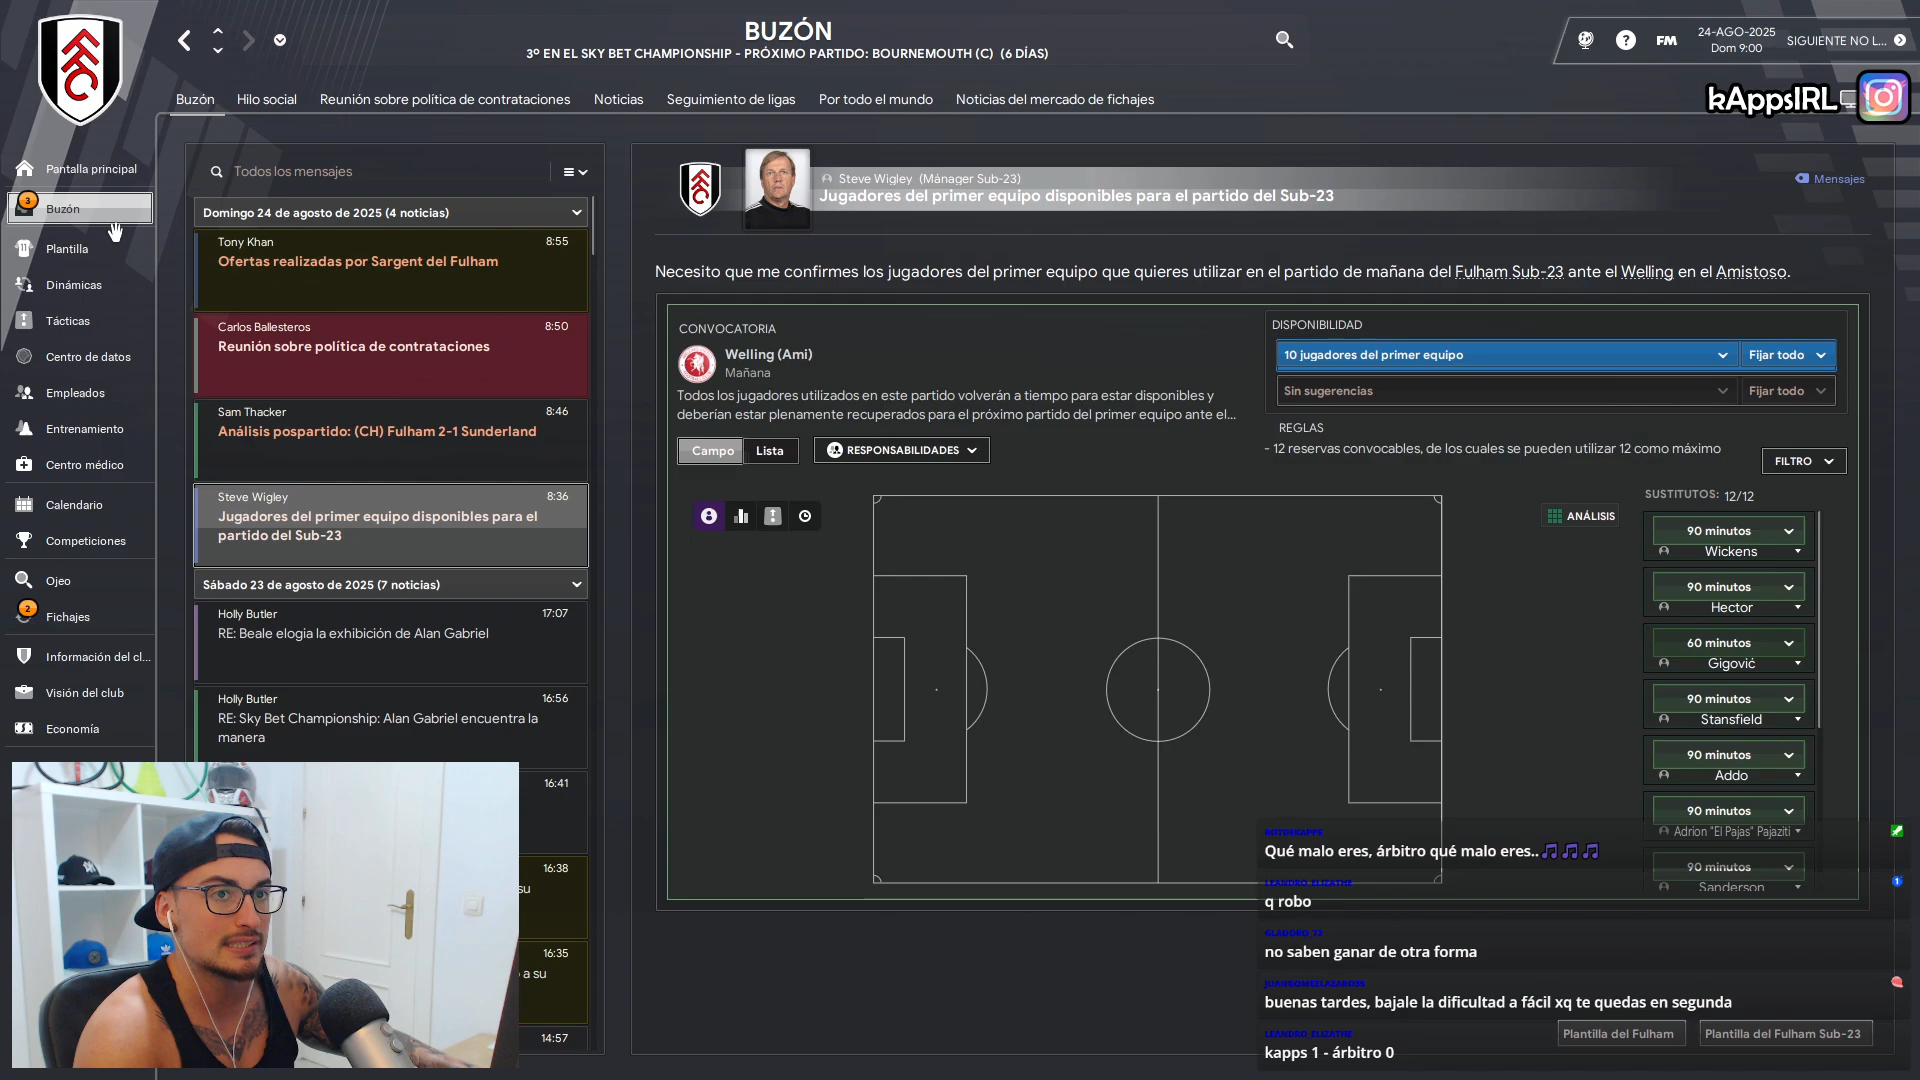 BUZÓN
3º EN EL SKY BET CHAMPIONSHIP - PRÓXIMO PARTIDO: BOURNEMOUTH (C) (6 DÍAS)
FM
24-AGO-2025
Dom 9:00
SIGUIENTE NO L...
kAppsIRL
Buzón
Hilo social
Reunión sobre política de contrataciones
Noticias
Seguimiento de ligas
Por todo el mundo
Noticias del mercado de fichajes
Pantalla principal
3
Buzón
Plantilla
Dinámicas
Tácticas
Centro de datos
Empleados
Entrenamiento
Centro médico
Calendario
Competiciones
Ojeo
2
Fichajes
Información del cl...
Visión del club
Economía
Todos los mensajes
Domingo 24 de agosto de 2025 (4 noticias)
Tony Khan 8:55
Ofertas realizadas por Sargent del Fulham
Carlos Ballesteros 8:50
Reunión sobre política de contrataciones
Sam Thacker 8:46
Análisis pospartido: (CH) Fulham 2-1 Sunderland
Steve Wigley 8:36
Jugadores del primer equipo disponibles para el
partido del Sub-23
Sábado 23 de agosto de 2025 (7 noticias)
Holly Butler 17:07
RE: Beale elogia la exhibición de Alan Gabriel
Holly Butler 16:56
RE: Sky Bet Championship: Alan Gabriel encuentra la
manera
16:41
16:38
su
16:35
o a su
14:57
Steve Wigley (Mánager Sub-23)
Jugadores del primer equipo disponibles para el partido del Sub-23
Mensajes
Necesito que me confirmes los jugadores del primer equipo que quieres utilizar en el partido de mañana del Fulham Sub-23 ante el Welling en el Amistoso.
CONVOCATORIA
Welling (Ami)
Mañana
Todos los jugadores utilizados en este partido volverán a tiempo para estar disponibles y
deberían estar plenamente recuperados para el próximo partido del primer equipo ante el...
Campo
Lista
RESPONSABILIDADES
DISPONIBILIDAD
10 jugadores del primer equipo
Fijar todo
Sin sugerencias
Fijar todo
REGLAS
- 12 reservas convocables, de los cuales se pueden utilizar 12 como máximo
FILTRO
ANÁLISIS
SUSTITUTOS: 12/12
90 minutos
Wickens
90 minutos
Hector
60 minutos
Gigović
90 minutos
Stansfield
90 minutos
Addo
90 minutos
Adrion "El Pajas" Pajaziti
90 minutos
Sanderson
Qué malo eres, árbitro qué malo eres..
LEANDRO_ELIZATHE
q robo
no saben ganar de otra forma
buenas tardes, bajale la dificultad a fácil xq te quedas en segunda
LEANDRO_ELIZATHE
kapps 1 - árbitro 0
Plantilla del Fulham
Plantilla del Fulham Sub-23